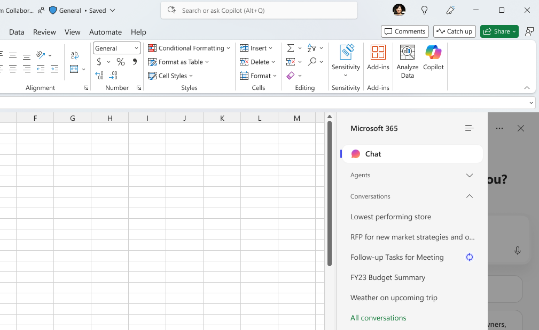 m Collabor... General • Saved
Search or ask Copilot (Alt+Q)
Data Review View Automate Help
Comments Catch up Share
General
$ % 9
Conditional Formatting
Format as Table
Cell Styles
Insert
Delete
Format
Sensitivity
Add-ins
Analyze Data
Copilot
Alignment Number Styles Cells Editing Sensitivity Add-ins
F G H I J K L M
Microsoft 365
Chat
Agents
Conversations
Lowest performing store
RFP for new market strategies and o...
Follow-up Tasks for Meeting
FY23 Budget Summary
Weather on upcoming trip
All conversations
ou?
wners,